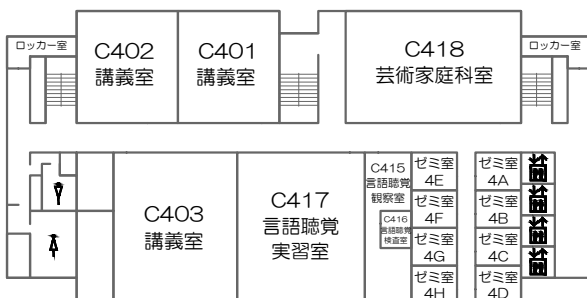 ロッカー室
C402
講義室
C401
講義室
C418
芸術家庭科室
ロッカー室
C403
講義室
C417
言語聴覚
実習室
C415
言語聴覚
観察室
C416
言語聴覚
検査室
ゼミ室
4E
ゼミ室
4F
ゼミ室
4G
ゼミ室
4H
ゼミ室
4A
ゼミ室
4B
ゼミ室
4C
ゼミ室
4D